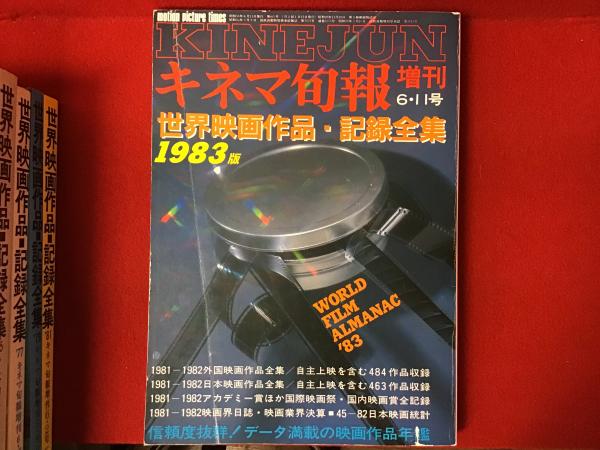 motion picture times
KINEJUN
キネマ旬報 増刊
6・11号
世界映画作品・記録全集
1983版
WORLD
FILM
ALMANAC
'83
1981—1982外国映画作品全集/自主上映を含む484作品収録
1981—1982日本映画作品全集/自主上映を含む463作品収録
1981—1982アカデミー賞ほか国際映画祭・国内映画賞全記録
1981—1982映画界日誌・映画業界決算■45—82日本映画統計
信頼度抜群!データ満載の映画作品年鑑
世界映画作品■記録全集
世界映画作品■記録全集 '77
世界映画作品■記録全集
世界映画作品■記録全集